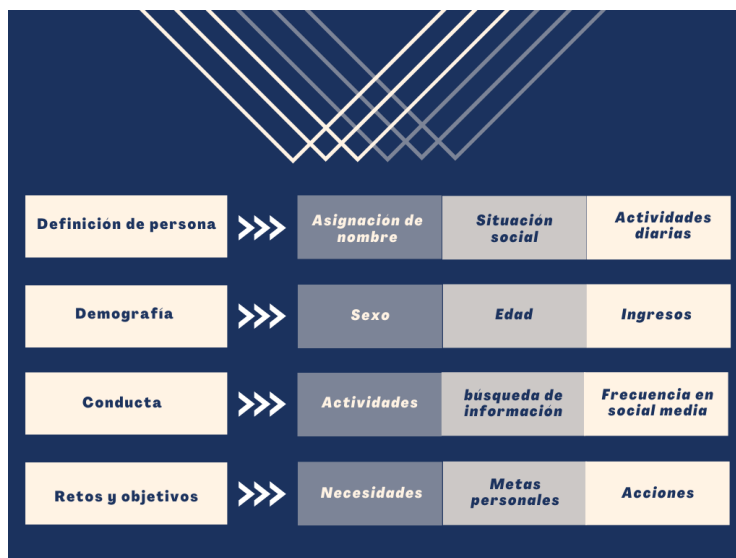 Definición de persona
Asignación de
nombre
Situación
social
Actividades
diarias
Demografía
Sexo
Edad
Ingresos
Conducta
Actividades
búsqueda de
información
Frecuencia en
social media
Retos y objetivos
Necesidades
Metas
personales
Acciones